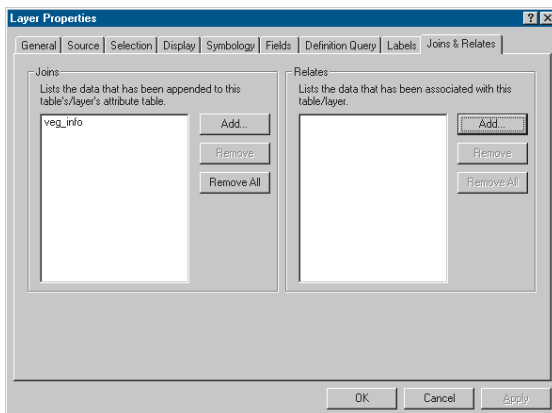 Layer Properties
? X
General Source Selection Display Symbology Fields Definition Query Labels Joins & Relates
Joins
Lists the data that has been appended to this
table's/layer's attribute table.
veg_info
Add...
Remove
Remove All
Relates
Lists the data that has been associated with this
table/layer.
Add...
Remove
Remove All
OK Cancel Apply